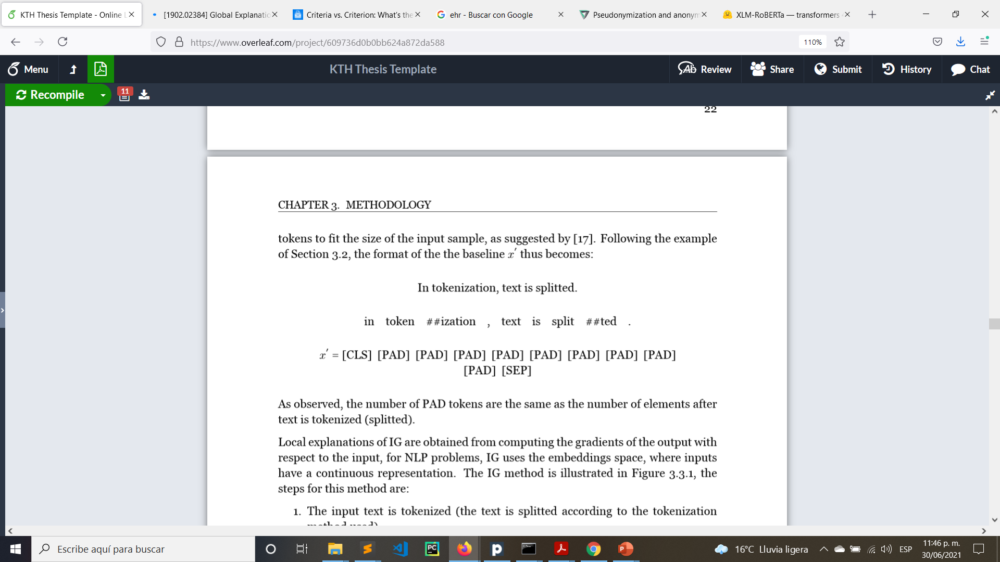 KTH Thesis Template - Online L
[1902.02384] Global Explanatio
Criteria vs. Criterion: What's the
ehr - Buscar con Google
Pseudonymization and anonym
XLM-RoBERTa — transformers
https://www.overleaf.com/project/609736d0b0bb624a872da588
110%
Menu
KTH Thesis Template
Ab Review
Share
Submit
History
Chat
Recompile
11
22
CHAPTER 3. METHODOLOGY
tokens to fit the size of the input sample, as suggested by [17]. Following the example
of Section 3.2, the format of the the baseline x′ thus becomes:
In tokenization, text is splitted.
in token ##ization , text is split ##ted .
x′ = [CLS] [PAD] [PAD] [PAD] [PAD] [PAD] [PAD] [PAD] [PAD]
[PAD] [SEP]
As observed, the number of PAD tokens are the same as the number of elements after
text is tokenized (splitted).
Local explanations of IG are obtained from computing the gradients of the output with
respect to the input, for NLP problems, IG uses the embeddings space, where inputs
have a continuous representation. The IG method is illustrated in Figure 3.3.1, the
steps for this method are:
1. The input text is tokenized (the text is splitted according to the tokenization
method used)
Escribe aquí para buscar
PC
P
16°C Lluvia ligera
ESP
11:46 p. m.
30/06/2021